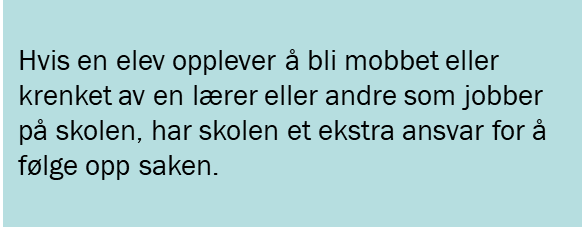 Hvis en elev opplever å bli mobbet eller
krenket av en lærer eller andre som jobber
på skolen, har skolen et ekstra ansvar for å
følge opp saken.